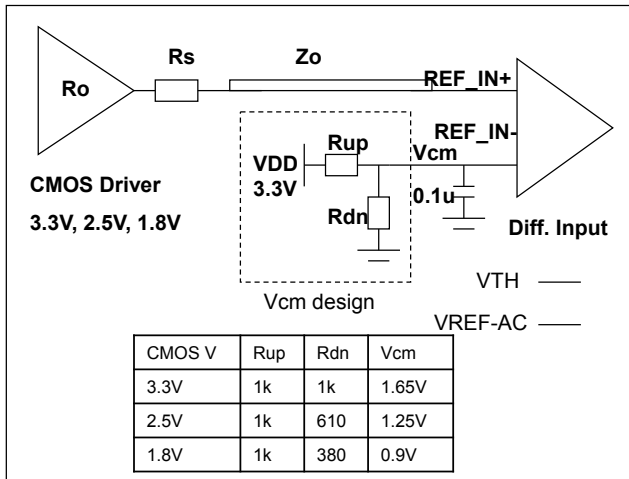 Rs
Zo
Ro
REF_IN+
REF_IN-
Rup
Vcm
VDD
3.3V
0.1u
Rdn
CMOS Driver
3.3V, 2.5V, 1.8V
Diff. Input
Vcm design
VTH
VREF-AC
CMOS V Rup Rdn Vcm
3.3V 1k 1k 1.65V
2.5V 1k 610 1.25V
1.8V 1k 380 0.9V